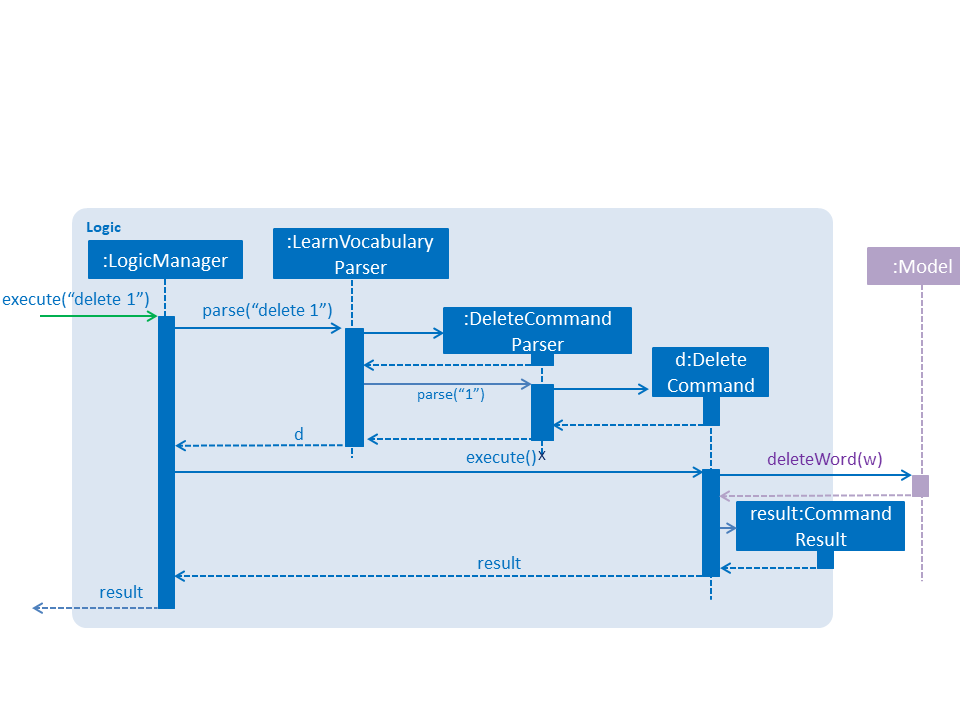 Logic
:LogicManager
:LearnVocabulary
Parser
:Model
execute(“delete 1”)
parse(“delete 1”)
:DeleteCommand
Parser
d:Delete
Command
parse(“1”)
d
execute()
x
deleteWord(w)
result:Command
Result
result
result